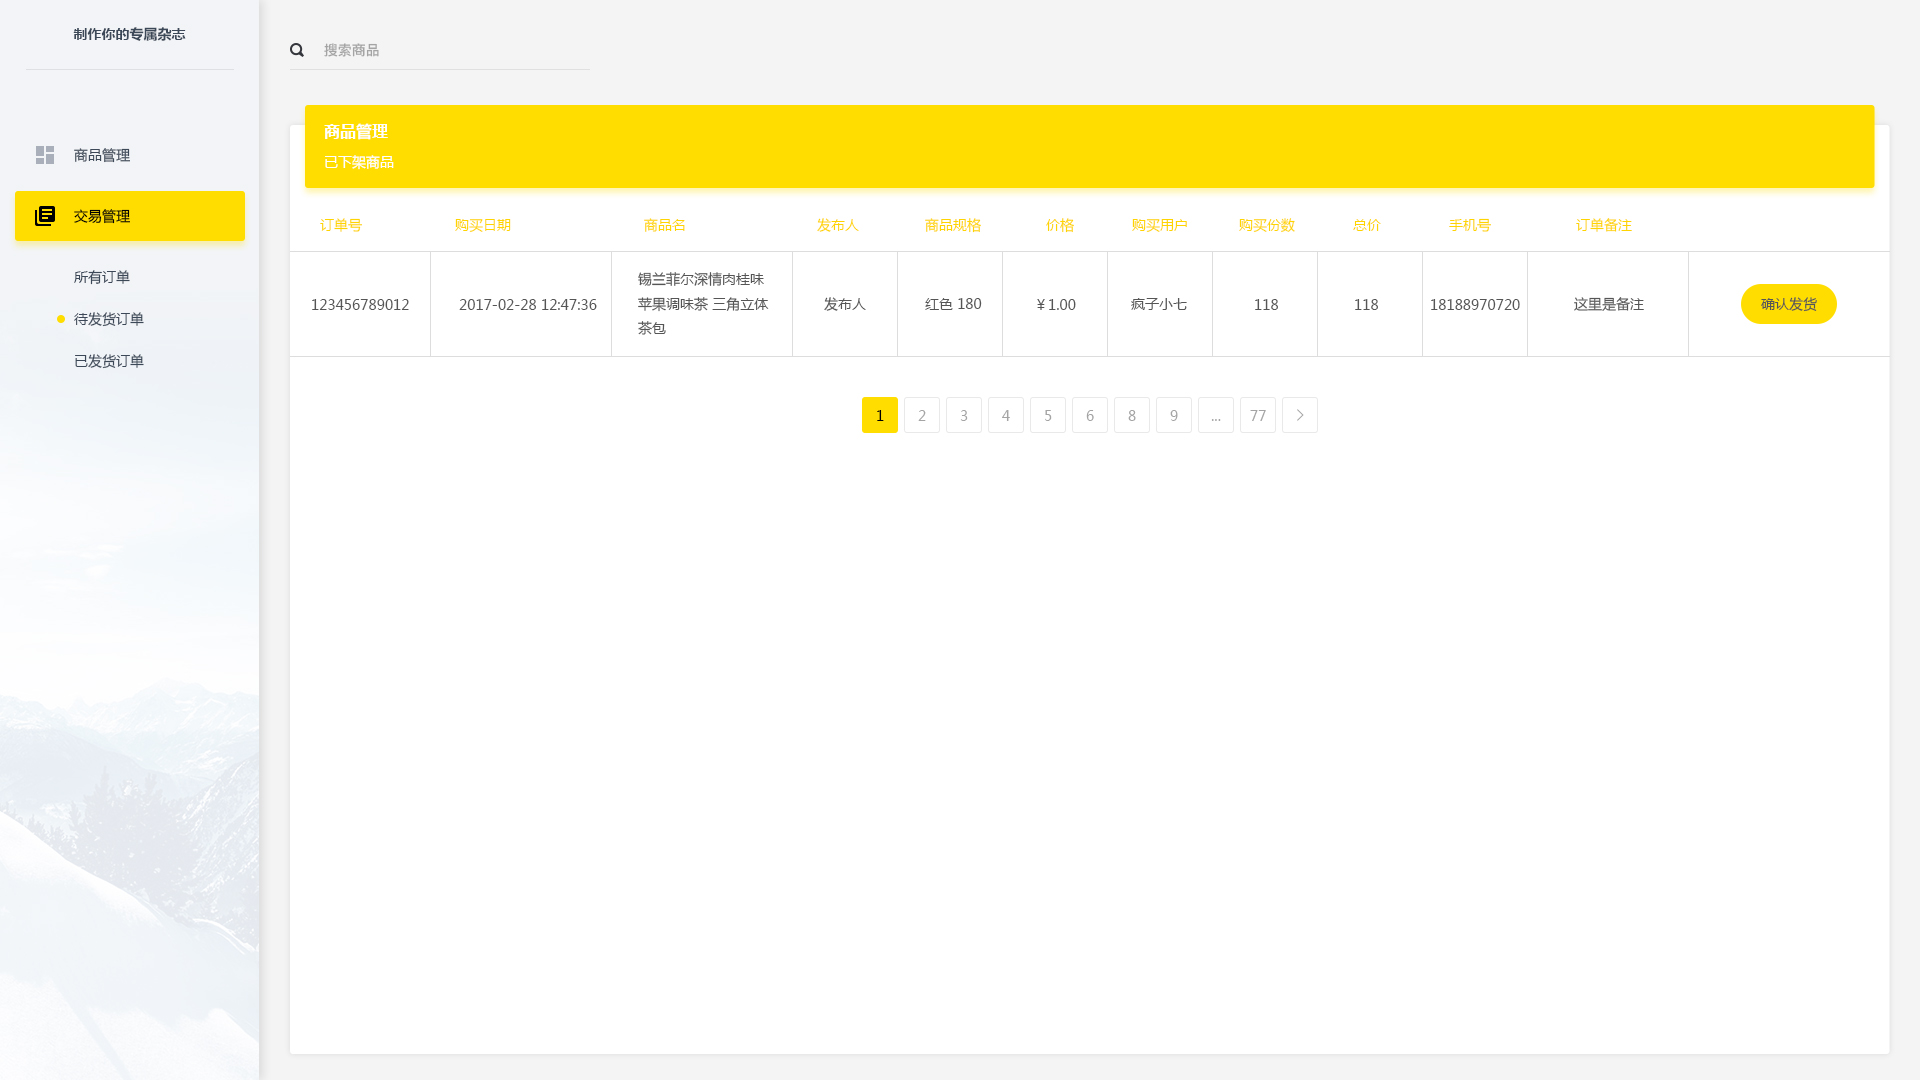 制作你的专属杂志
搜索商品
商品管理
已下架商品
商品管理
交易管理
所有订单
待发货订单
已发货订单
订单号 购买日期 商品名 发布人 商品规格 价格 购买用户 购买份数 总价 手机号 订单备注
123456789012 2017-02-28 12:47:36 锡兰菲尔深情肉桂味 发布人 红色 180 ¥ 1.00 疯子小七 118 118 18188970720 这里是备注 确认发货
苹果调味茶 三角立体
茶包
1 2 3 4 5 6 8 9 ... 77